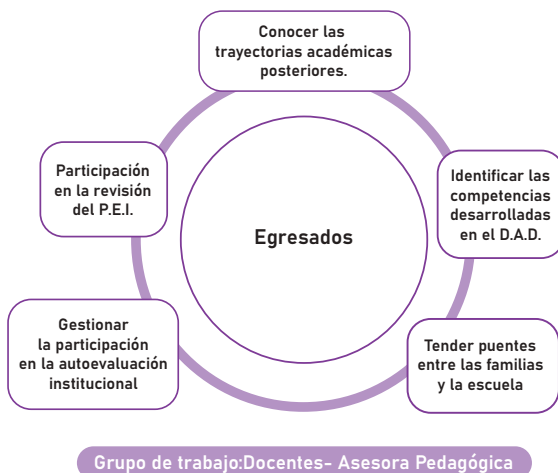 Conocer las
trayectorias académicas
posteriores.
Participación
en la revisión
del P.E.I.
Identificar las
competencias
desarrolladas
en el D.A.D.
Egresados
Gestionar
la participación
en la autoevaluación
institucional
Tender puentes
entre las familias
y la escuela
Grupo de trabajo:Docentes- Asesora Pedagógica